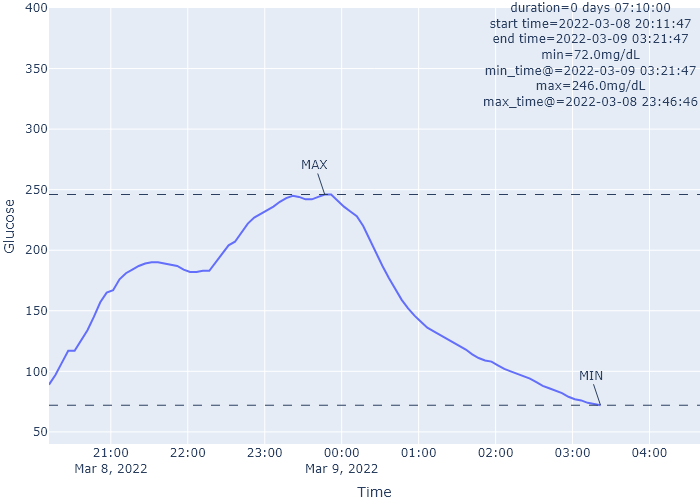 duration=0 days 07:10:00
start time=2022-03-08 20:11:47
end time=2022-03-09 03:21:47
min=72.0mg/dL
min_time@=2022-03-09 03:21:47
max=246.0mg/dL
max_time@=2022-03-08 23:46:46
400
350
300
250
200
150
100
50
Glucose
MAX
MIN
21:00
22:00
23:00
00:00
01:00
02:00
03:00
04:00
Mar 8, 2022
Mar 9, 2022
Time